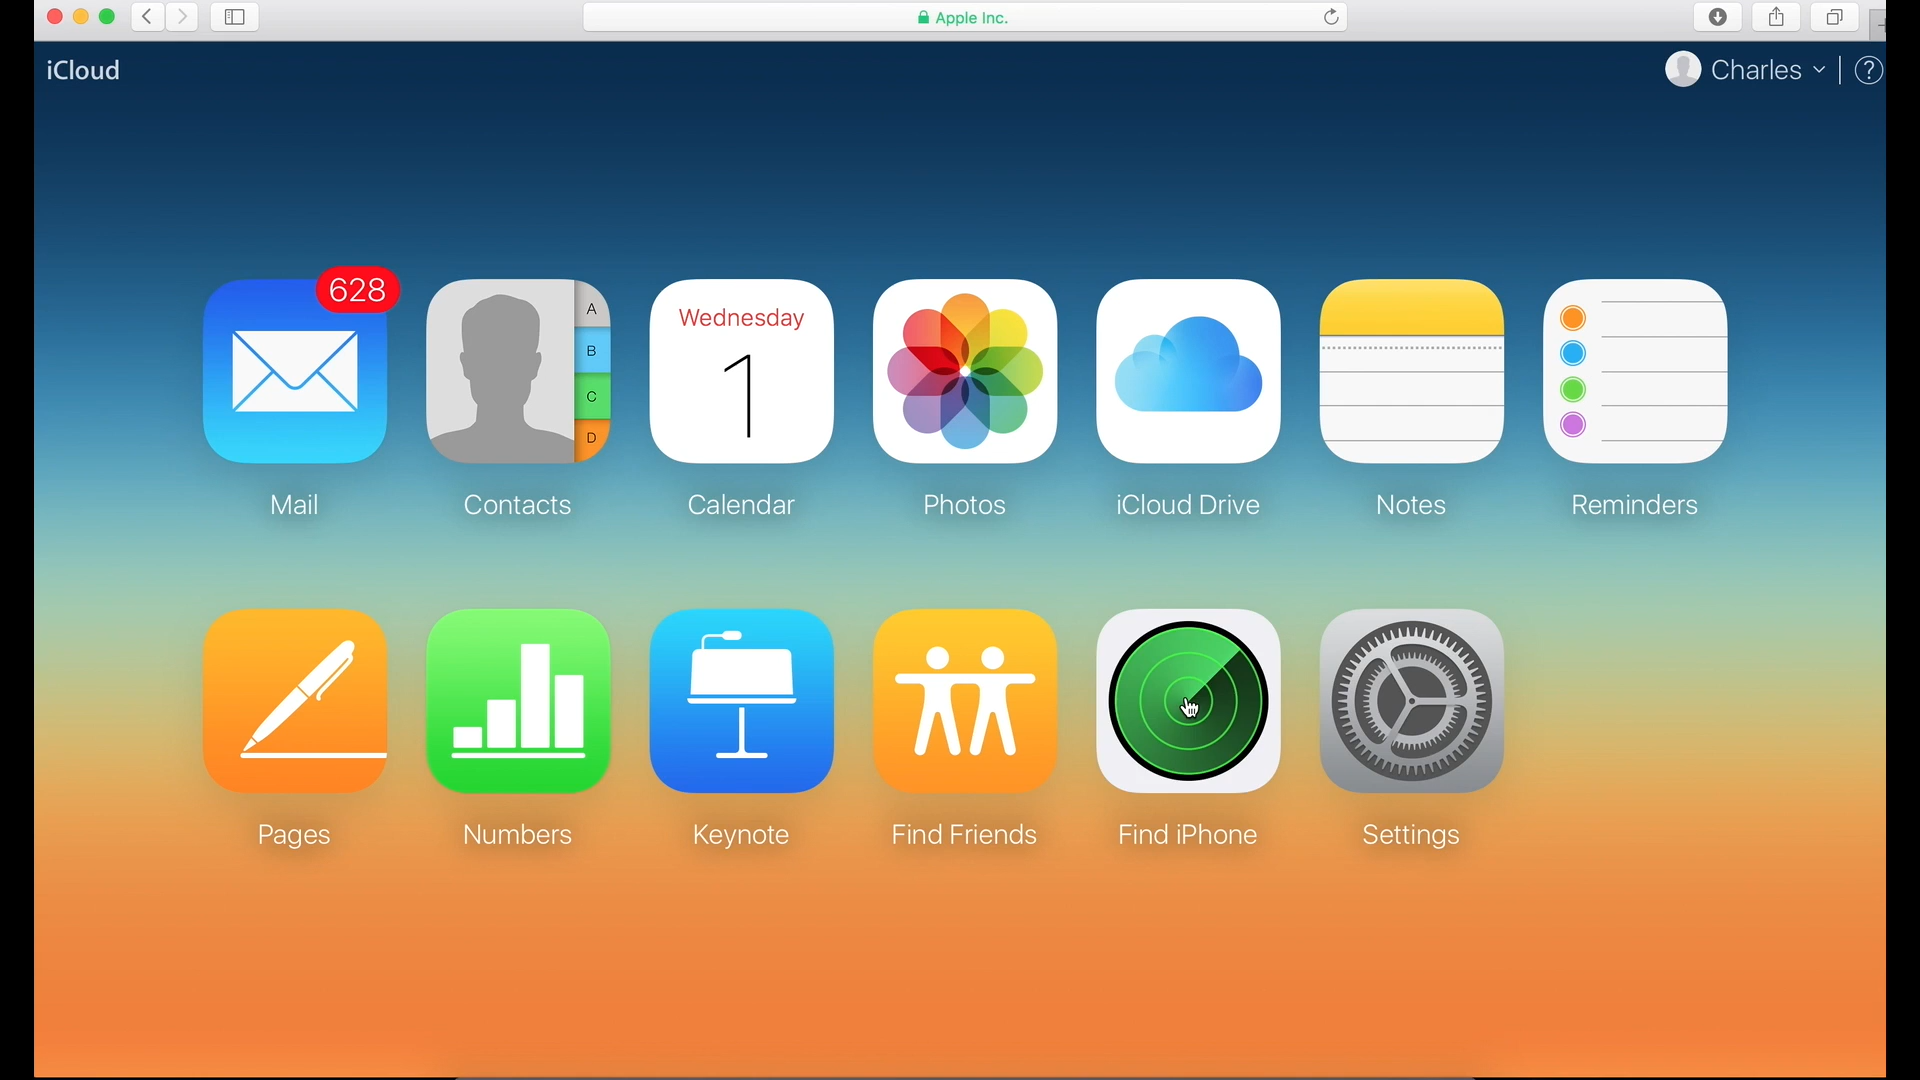 Apple Inc.
iCloud
Charles
?
628
A
B
C
D
Wednesday
1
Mail
Contacts
Calendar
Photos
iCloud Drive
Notes
Reminders
Pages
Numbers
Keynote
Find Friends
Find iPhone
Settings